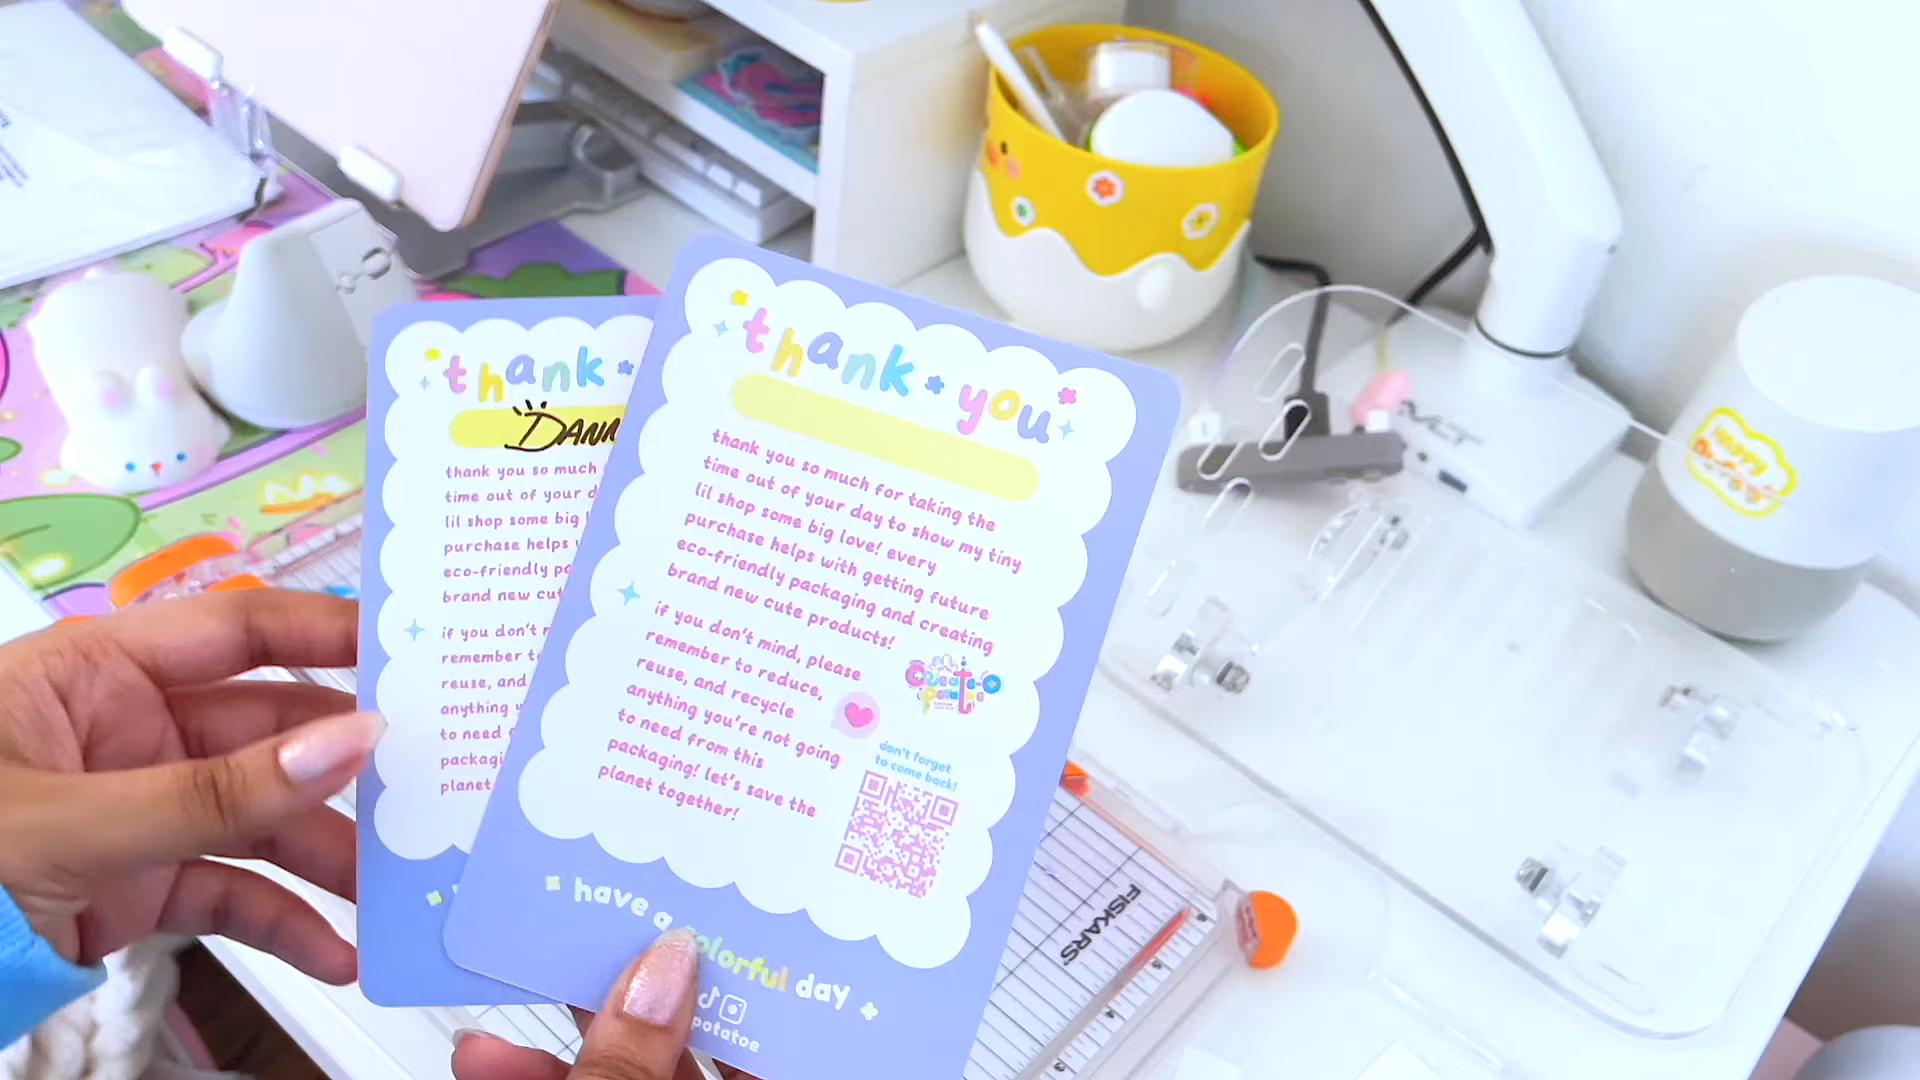 thank you
DANN
thank you so much
time out of your d
lil shop some big
purchase helps
eco-friendly pa
brand new cut
if you don't
remember to
reuse, and
anything y
to need
packagi
planet
thank you
thank you so much for taking the
time out of your day to show my tiny
lil shop some big love! every
purchase helps with getting future
eco-friendly packaging and creating
brand new cute products!
if you don't mind, please
remember to reduce,
reuse, and recycle
anything you're not going
to need from this
packaging! let's save the
planet together!
don't forget
to come back!
have a colorful day
potatoe
FISKARS
HAPPY